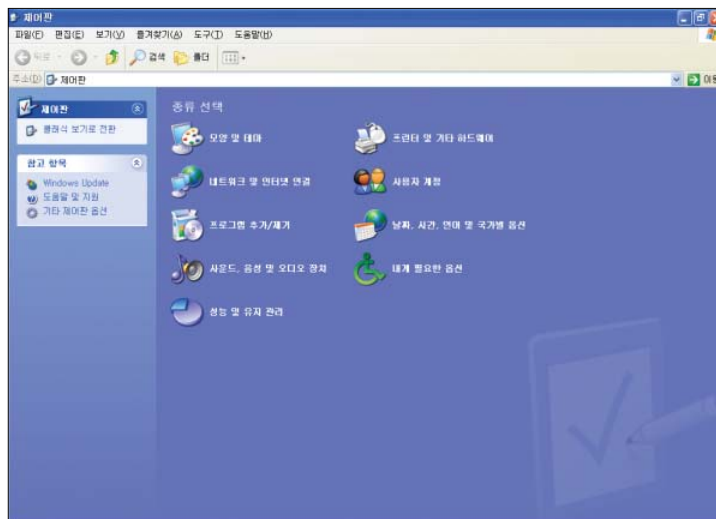 제어판
파일(F) 편집(E) 보기(V) 즐겨찾기(A) 도구(T) 도움말(H)
뒤로 검색 폴더
주소(D) 제어판 이동
제어판
클래식 보기로 전환
참고 항목
Windows Update
도움말 및 지원
기타 제어판 옵션
종류 선택
모양 및 테마
프린터 및 기타 하드웨어
네트워크 및 인터넷 연결
사용자 계정
프로그램 추가/제거
날짜, 시간, 언어 및 국가별 옵션
사운드, 음성 및 오디오 장치
내게 필요한 옵션
성능 및 유지 관리